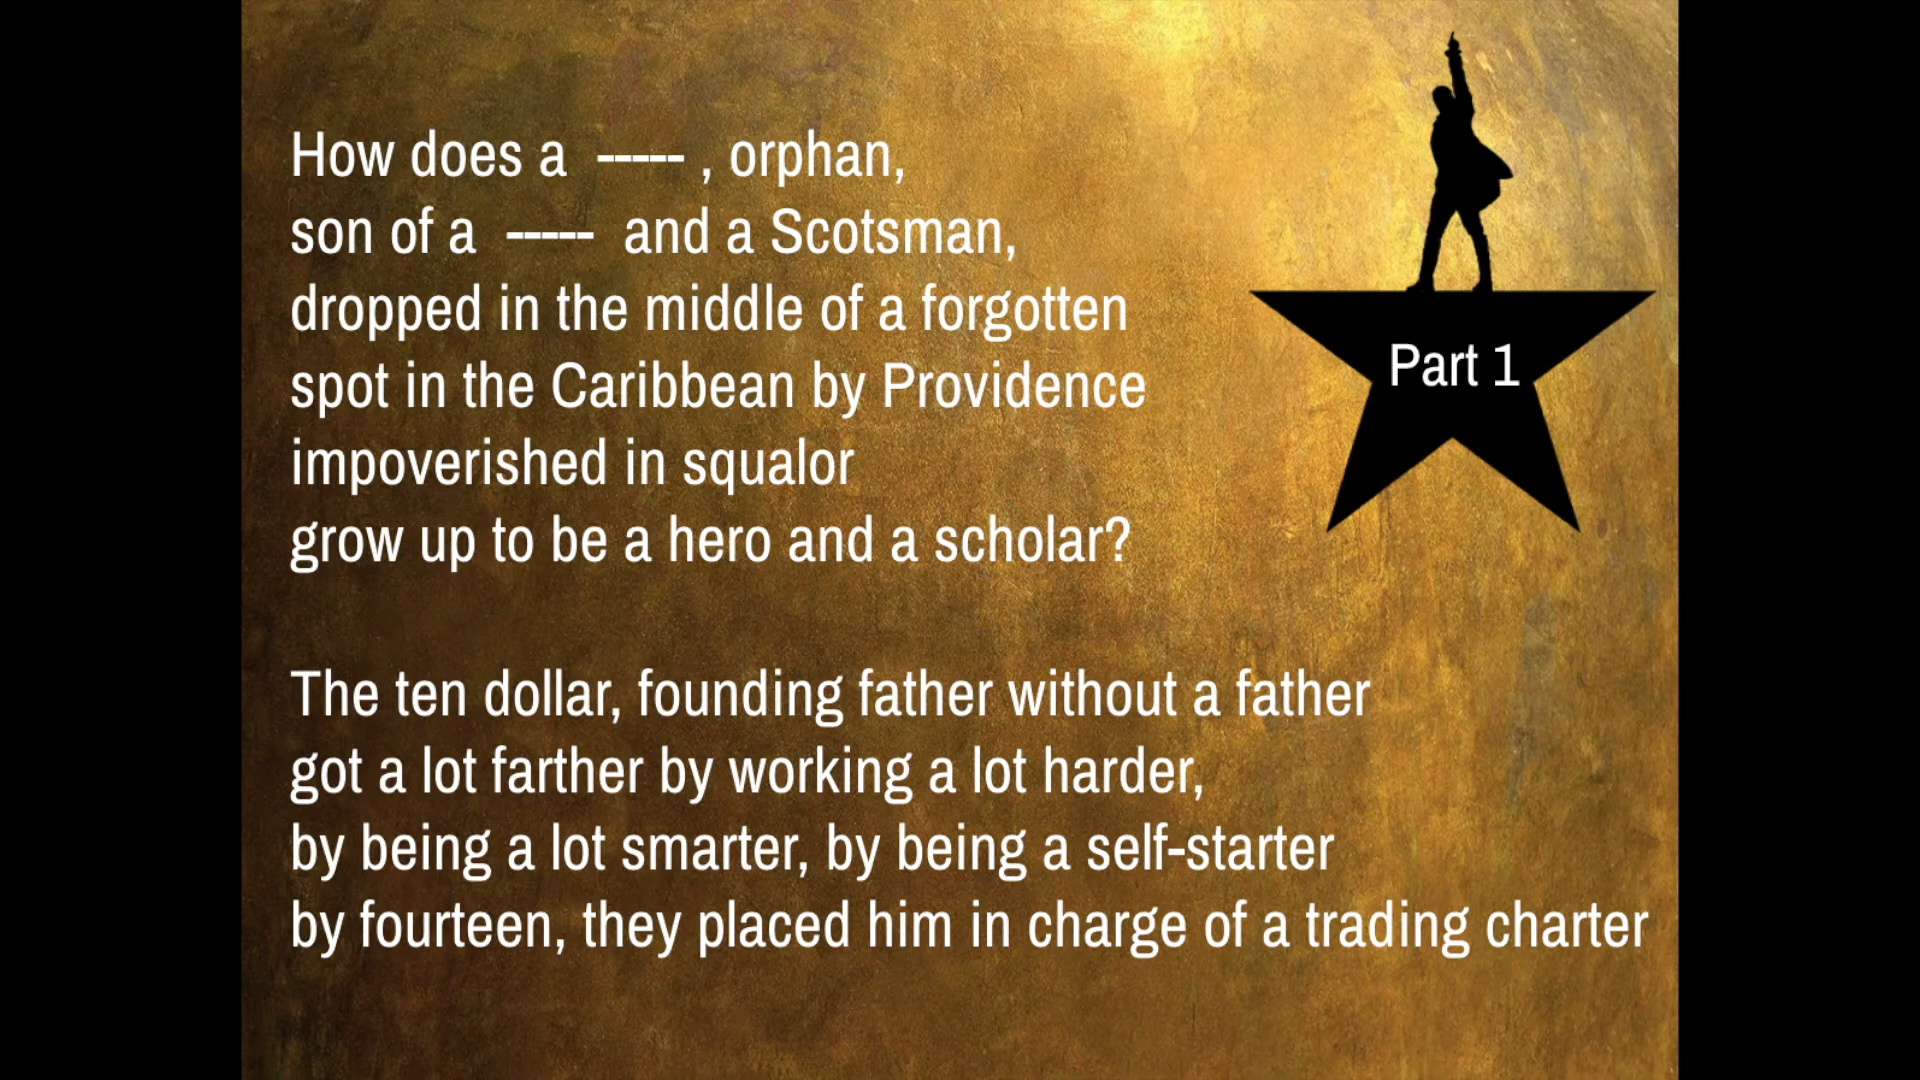 How does a ----- , orphan,
son of a ----- and a Scotsman,
dropped in the middle of a forgotten
spot in the Caribbean by Providence
impoverished in squalor
grow up to be a hero and a scholar?
The ten dollar, founding father without a father
got a lot farther by working a lot harder,
by being a lot smarter, by being a self-starter
by fourteen, they placed him in charge of a trading charter
Part 1